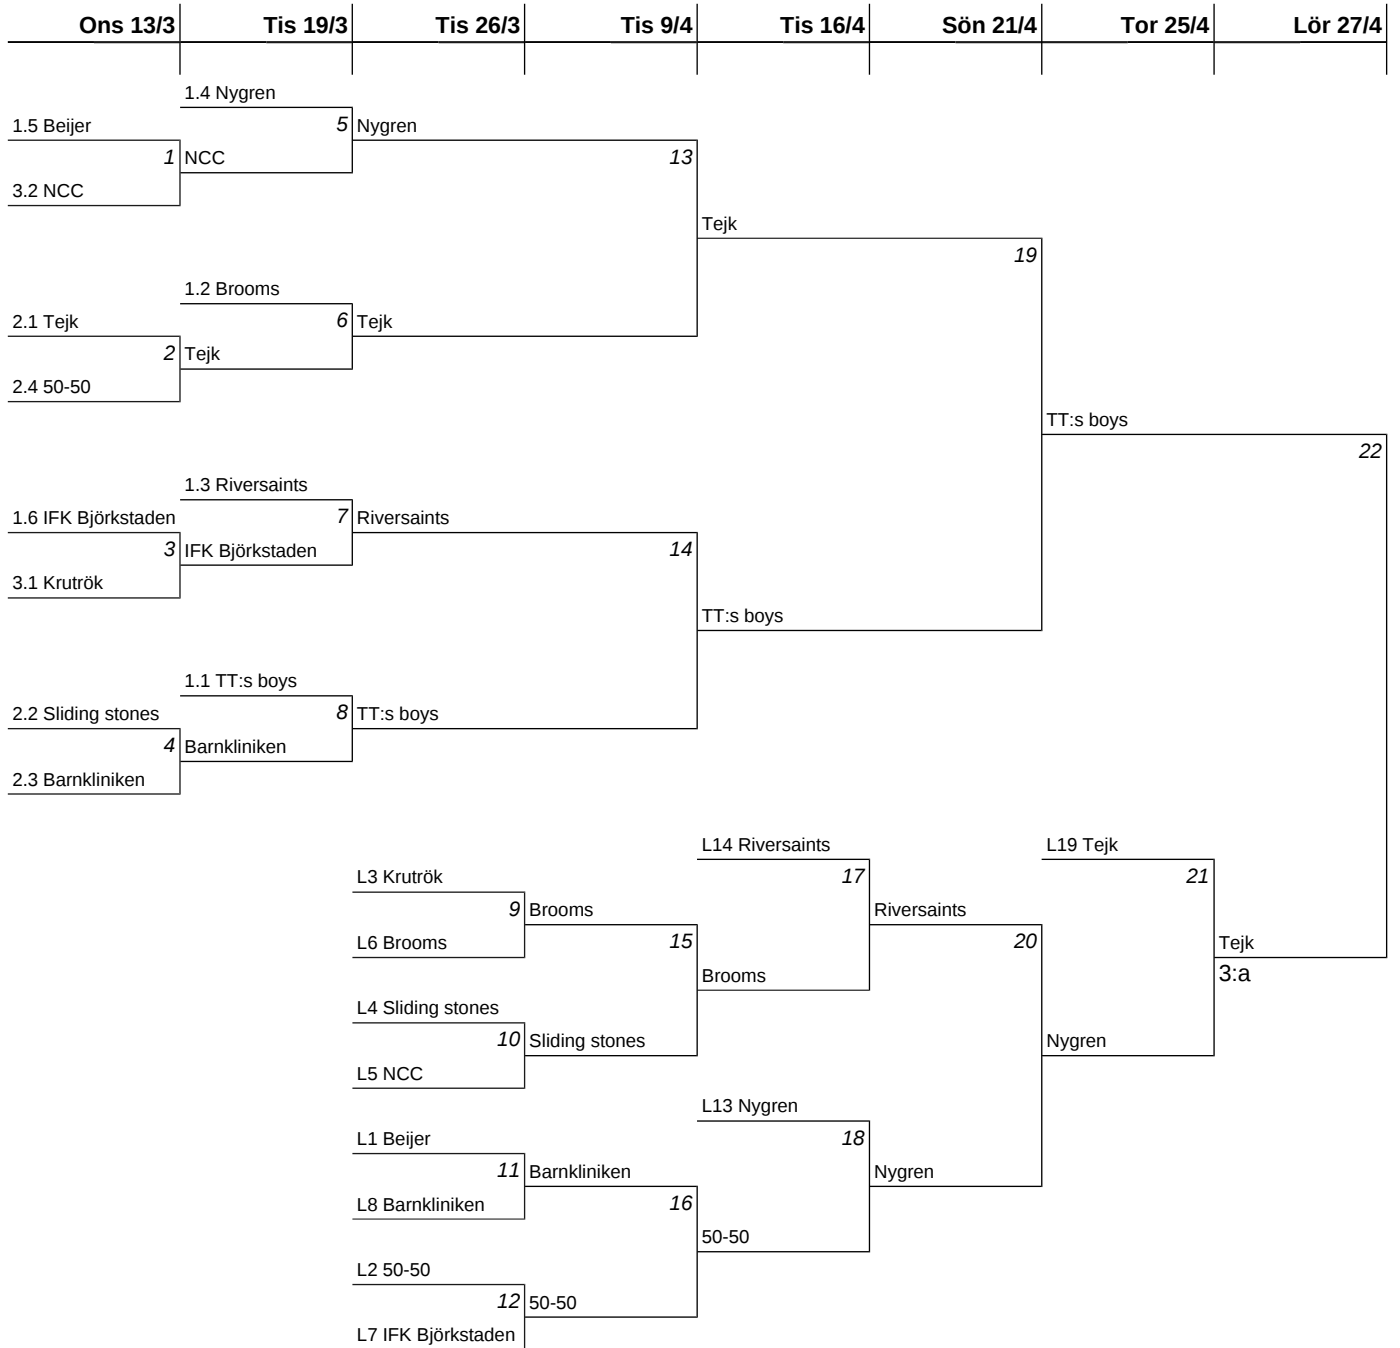 Ons 13/3 Tis 19/3 Tis 26/3 Tis 9/4 Tis 16/4 Sön 21/4 Tor 25/4 Lör 27/4
1.4 Nygren
1.5 Beijer 5 Nygren
1 NCC 13
3.2 NCC
Tejk
19
1.2 Brooms
2.1 Tejk 6 Tejk
2 Tejk
2.4 50-50
TT:s boys
22
1.3 Riversaints
1.6 IFK Björkstaden 7 Riversaints
3 IFK Björkstaden 14
3.1 Krutrök
TT:s boys
1.1 TT:s boys
2.2 Sliding stones 8 TT:s boys
4 Barnkliniken
2.3 Barnkliniken
L14 Riversaints L19 Tejk
L3 Krutrök 17 21
9 Brooms Riversaints
L6 Brooms 15 20 Tejk
Brooms 3:a
L4 Sliding stones
10 Sliding stones Nygren
L5 NCC
L13 Nygren
L1 Beijer 18
11 Barnkliniken Nygren
L8 Barnkliniken 16
50-50
L2 50-50
12 50-50
L7 IFK Björkstaden